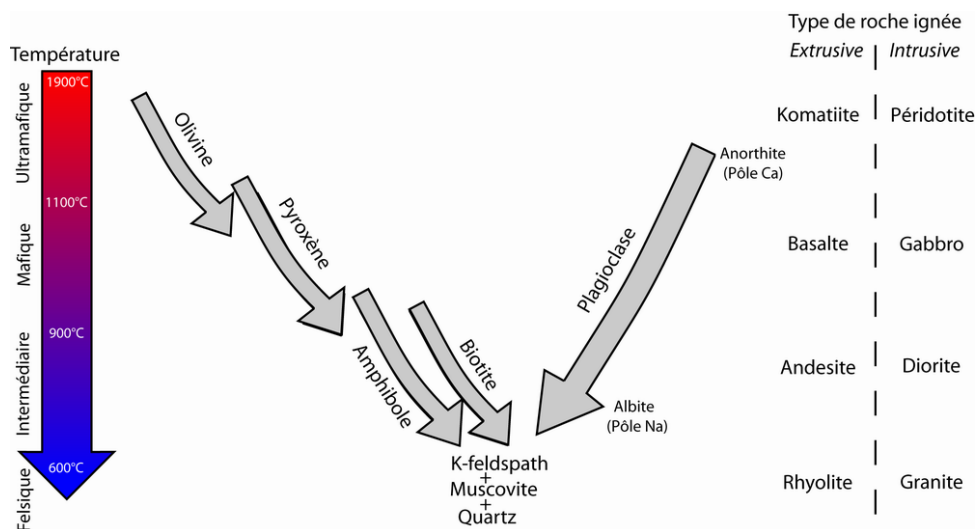 Type de roche ignée
Extrusive | Intrusive
Température
1900°C
1100°C
900°C
600°C
Ultramafique
Mafique
Intermédiaire
Felsique
Olivine
Pyroxène
Amphibole
Biotite
Plagioclase
Anorthite
(Pôle Ca)
Albite
(Pôle Na)
K-feldspath
+
Muscovite
+
Quartz
Komatiite Péridotite
Basalte Gabbro
Andesite Diorite
Rhyolite Granite